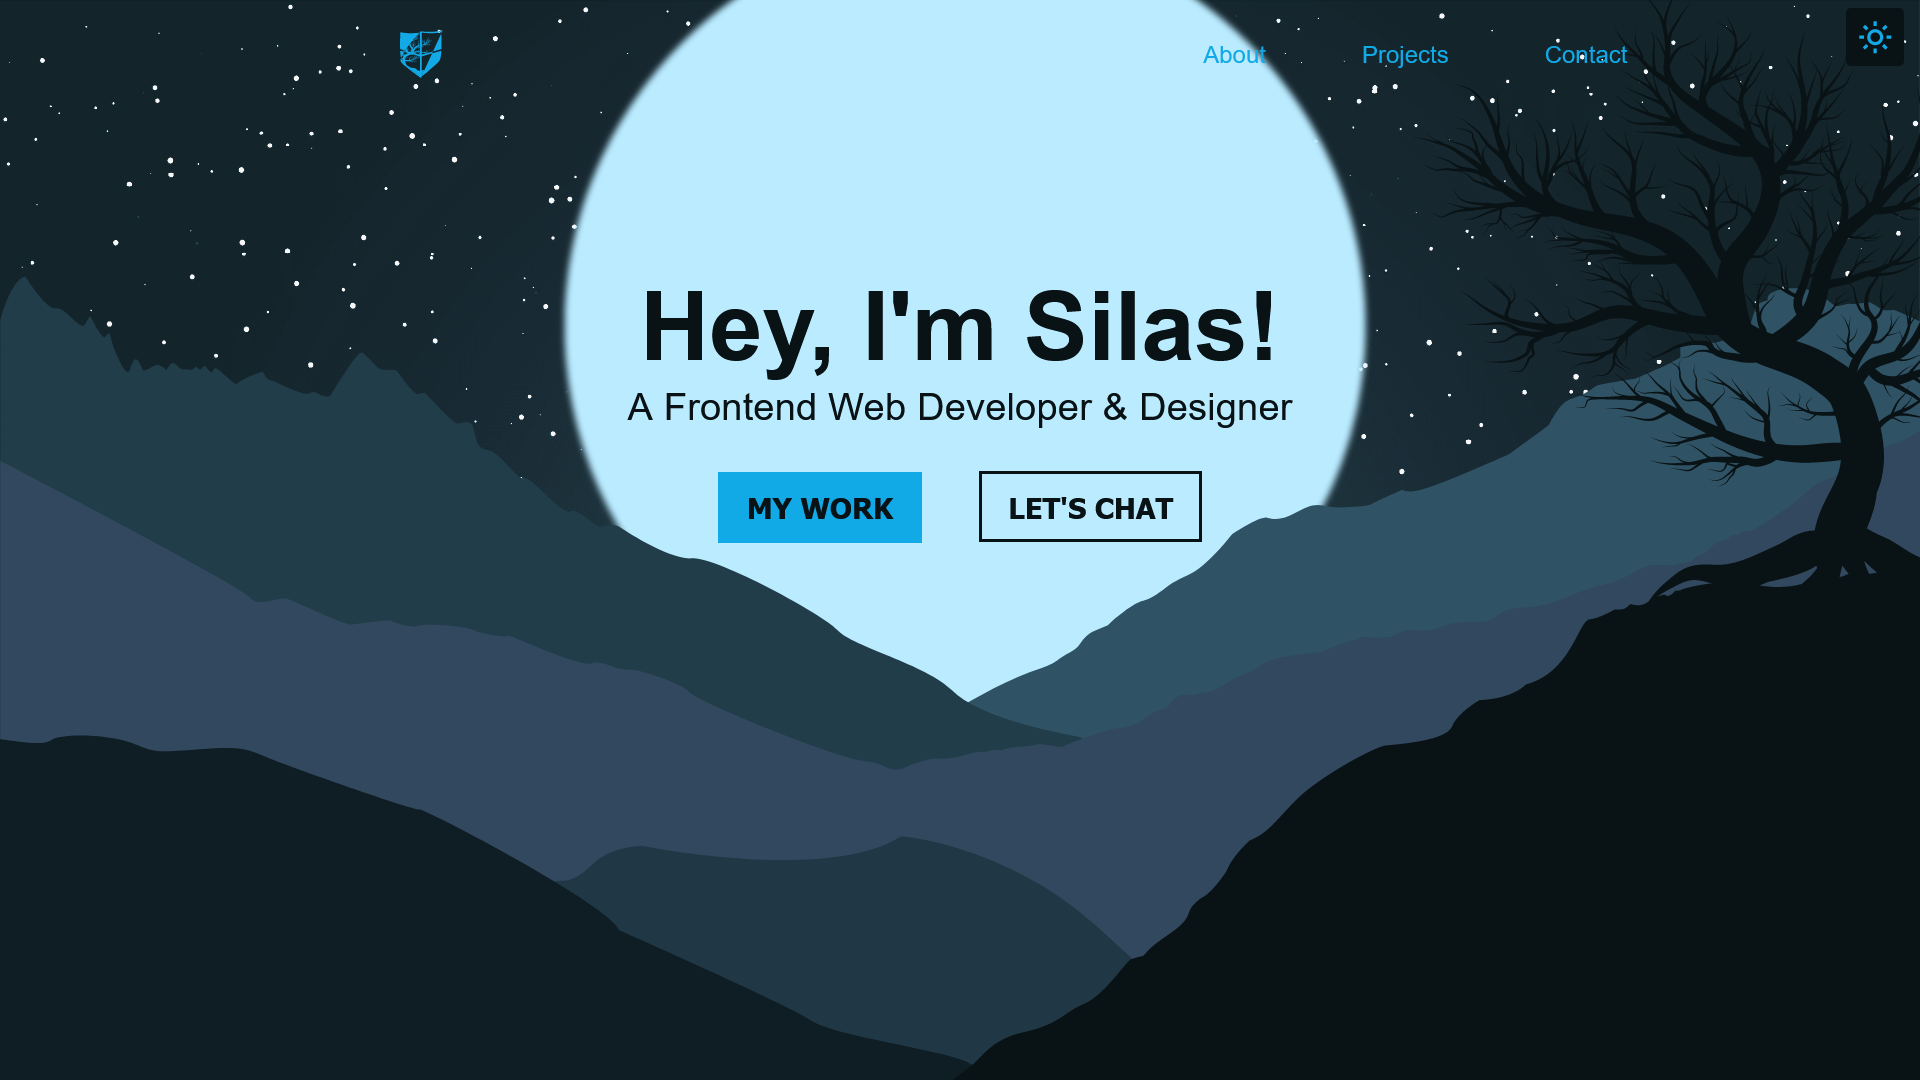 About Projects Contact
Hey, I'm Silas!
A Frontend Web Developer & Designer
MY WORK LET'S CHAT